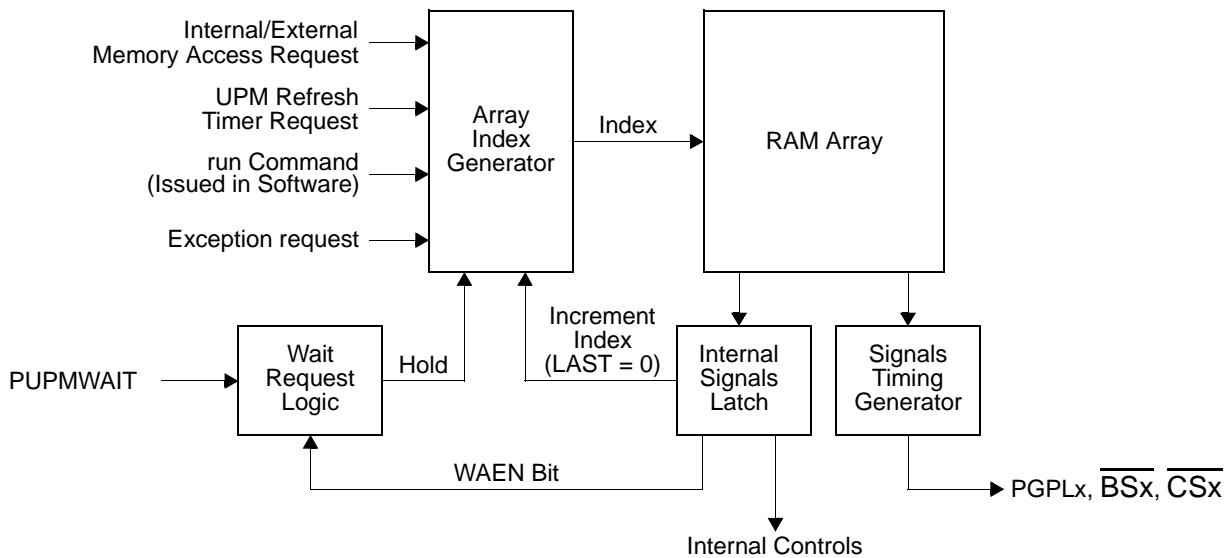 Internal/External
Memory Access Request
UPM Refresh
Timer Request
run Command
(Issued in Software)
Exception request
Array
Index
Generator
Index
RAM Array
Increment
Index
(LAST = 0)
Wait
Request
Logic
Hold
PUPMWAIT
Internal
Signals
Latch
Signals
Timing
Generator
WAEN Bit
PGPLx, BSx, CSx
Internal Controls